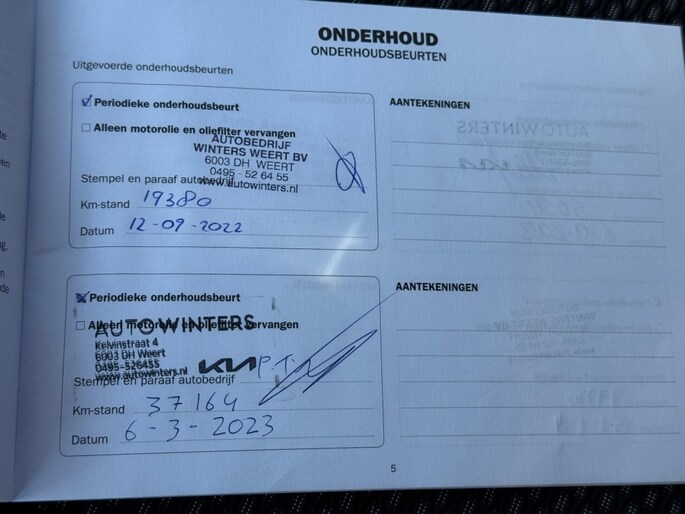 ONDERHOUD
ONDERHOUDSBEURTEN
Uitgevoerde onderhoudsbeurten
Periodieke onderhoudsbeurt
Alleen motorolie en oliefilter vervangen
AUTOBEDRIJF
WINTERS WEERT BV
6003 DH WEERT
0495 - 52 64 55
www.autowinters.nl
Stempel en paraaf autobedrijf
Km-stand 19380
Datum 12-09-2022
AANTEKENINGEN
Periodieke onderhoudsbeurt
Alleen motorolie en oliefilter vervangen
AUTOWINTERS
Kelvinstraat 4
6003 DH Weert
0495-526455
www.autowinters.nl
KIA
P.T.
Stempel en paraaf autobedrijf
Km-stand 37164
Datum 6-3-2023
AANTEKENINGEN
5